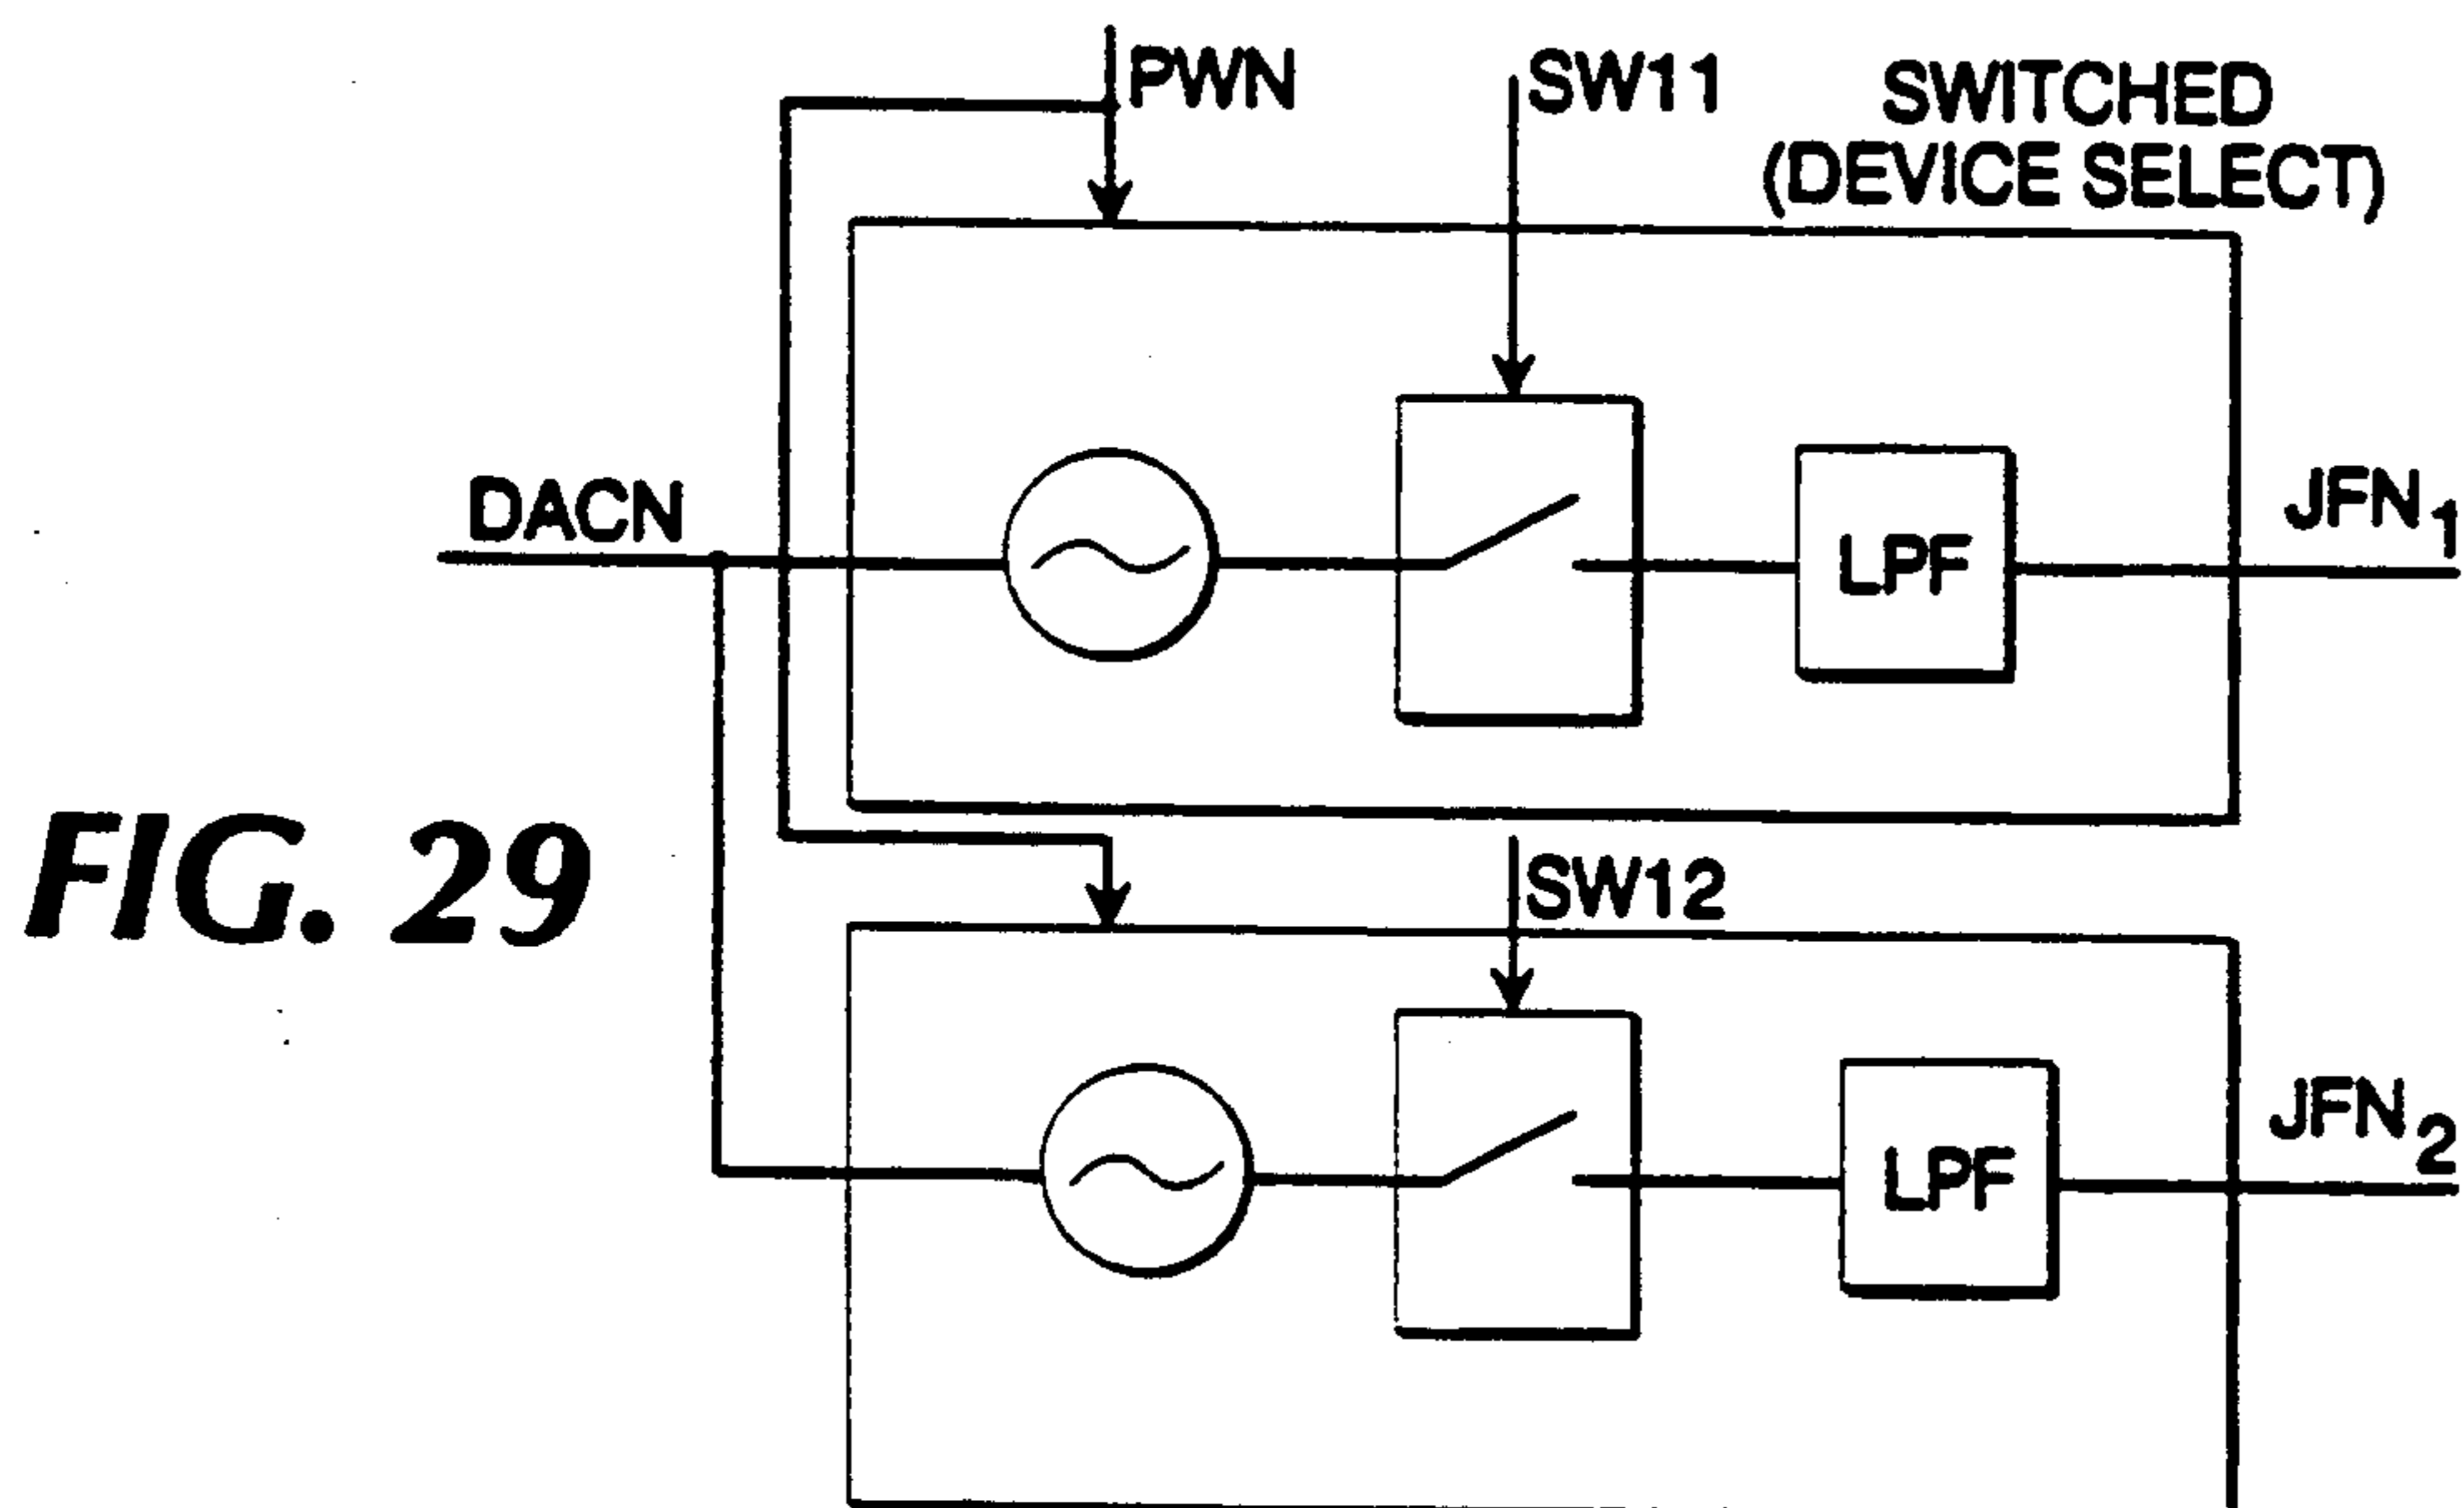 PWN
SW11
SWITCHED
(DEVICE SELECT)
DACN
LPF
JFN1
FIG. 29
SW12
LPF
JFN2